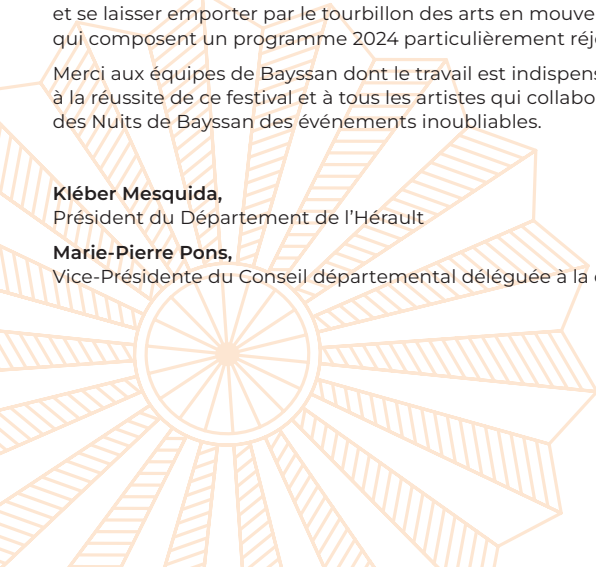 et se laisser emporter par le tourbillon des arts en mouve
qui composent un programme 2024 particulièrement réj
Merci aux équipes de Bayssan dont le travail est indispens
à la réussite de ce festival et à tous les artistes qui collabo
des Nuits de Bayssan des événements inoubliables.
Kléber Mesquida,
Président du Département de l’Hérault
Marie-Pierre Pons,
Vice-Présidente du Conseil départemental déléguée à la